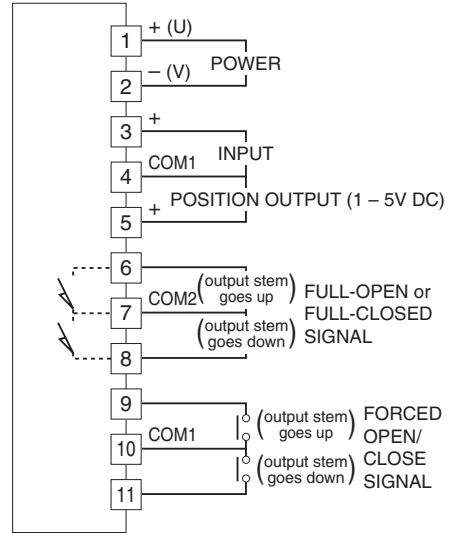 1 + (U)
POWER
2 – (V)
3 +
INPUT
4 COM1
POSITION OUTPUT (1 – 5V DC)
5 +
6
(output stem
goes up)
7 COM2
FULL-OPEN or
FULL-CLOSED
SIGNAL
(output stem
goes down)
8
9
(output stem
goes up)
10 COM1
FORCED
OPEN/
CLOSE
SIGNAL
(output stem
goes down)
11